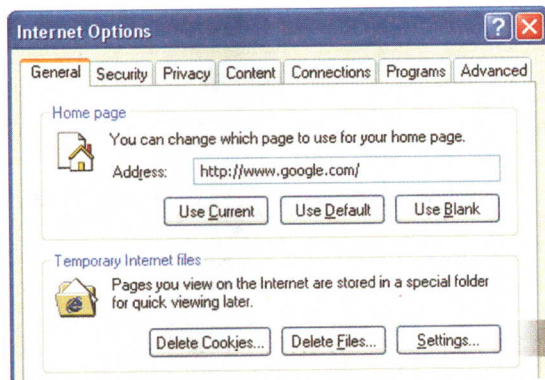 Internet Options
General Security Privacy Content Connections Programs Advanced
Home page
You can change which page to use for your home page.
Address: http://www.google.com/
Use Current Use Default Use Blank
Temporary Internet files
Pages you view on the Internet are stored in a special folder
for quick viewing later.
Delete Cookies... Delete Files... Settings...